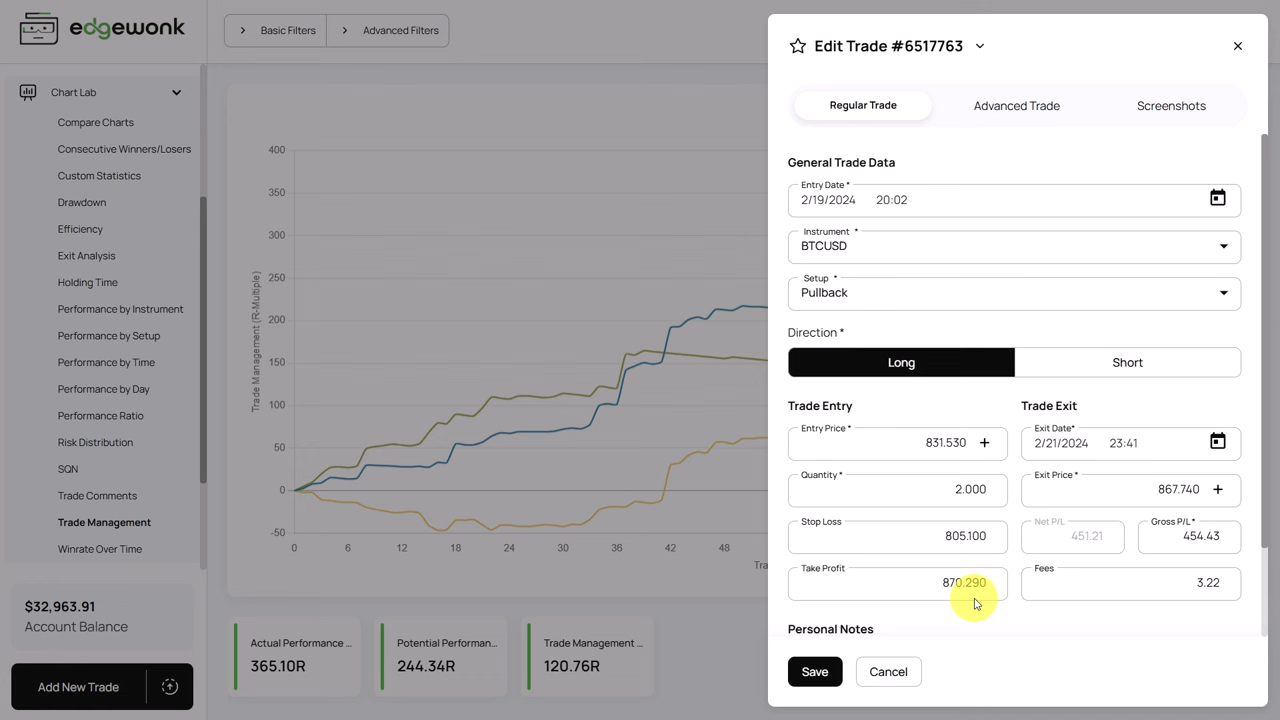 edgewonk
Chart Lab
Compare Charts
Consecutive Winners/Losers
Custom Statistics
Drawdown
Efficiency
Exit Analysis
Holding Time
Performance by Instrument
Performance by Setup
Performance by Time
Performance by Day
Performance Ratio
Risk Distribution
SQN
Trade Comments
Trade Management
Winrate Over Time
$32,963.91
Account Balance
Add New Trade
Basic Filters
Advanced Filters
Trade Management (R-Multiple)
400
350
300
250
200
150
100
50
0
-50
0 6 12 18 24 30 36 42 48
Tra
Actual Performance ...
365.10R
Potential Performan...
244.34R
Trade Management ...
120.76R
Edit Trade #6517763
Regular Trade
Advanced Trade
Screenshots
General Trade Data
Entry Date *
2/19/2024 20:02
Instrument *
BTCUSD
Setup *
Pullback
Direction *
Long
Short
Trade Entry
Entry Price *
831.530 +
Quantity *
2.000
Stop Loss
805.100
Take Profit
870.290
Trade Exit
Exit Date*
2/21/2024 23:41
Exit Price *
867.740 +
Net P/L
451.21
Gross P/L *
454.43
Fees
3.22
Personal Notes
Save
Cancel